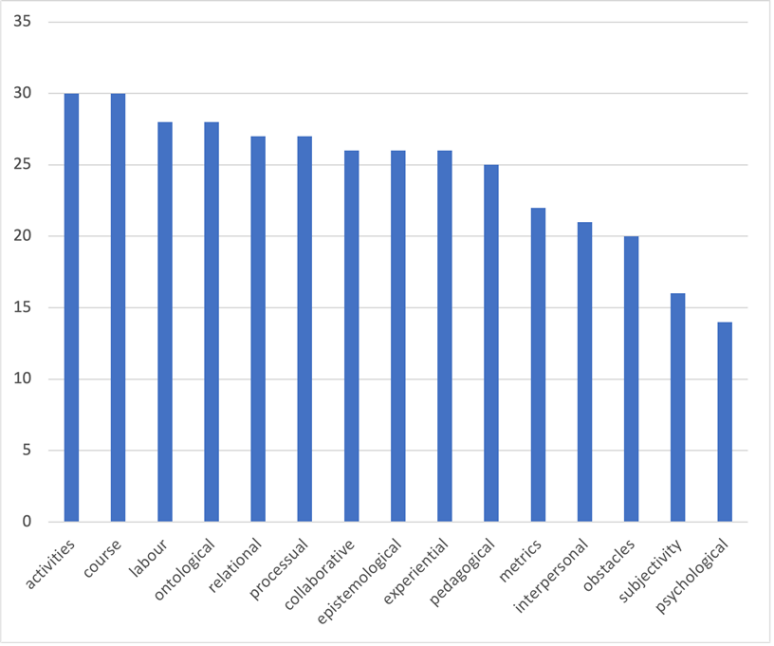 35
30
25
20
15
10
5
0
activities
course
labour
ontological
relational
processual
collaborative
epistemological
experiential
pedagogical
metrics
interpersonal
obstacles
subjectivity
psychological